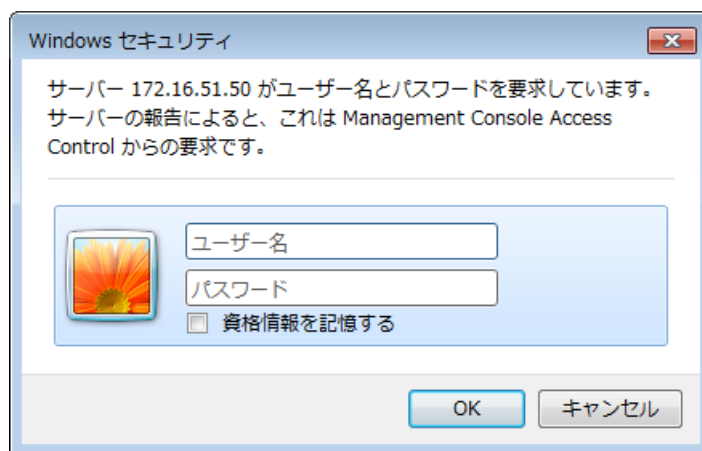 Windows セキュリティ
サーバー 172.16.51.50 がユーザー名とパスワードを要求しています。
サーバーの報告によると、これは Management Console Access
Control からの要求です。
ユーザー名
パスワード
資格情報を記憶する
OK
キャンセル